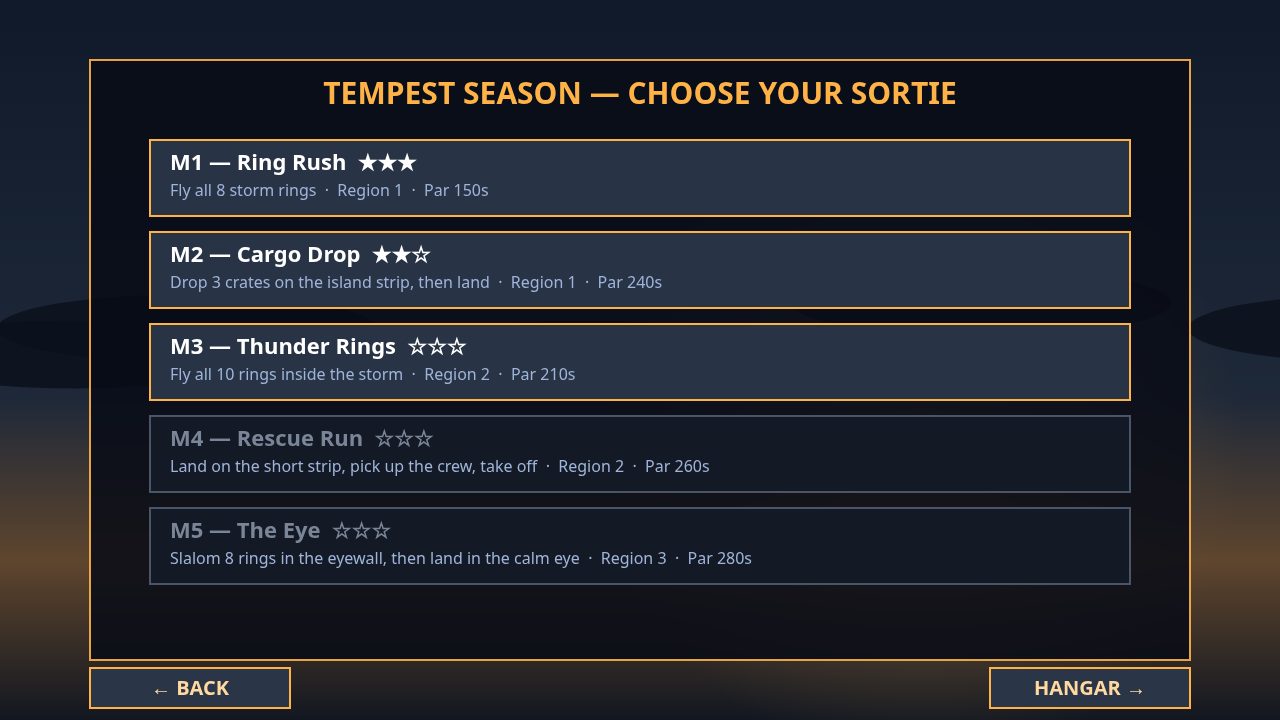 TEMPEST SEASON — CHOOSE YOUR SORTIE
M1 — Ring Rush ★★★
Fly all 8 storm rings · Region 1 · Par 150s
M2 — Cargo Drop ★★☆
Drop 3 crates on the island strip, then land · Region 1 · Par 240s
M3 — Thunder Rings ☆☆☆
Fly all 10 rings inside the storm · Region 2 · Par 210s
M4 — Rescue Run ☆☆☆
Land on the short strip, pick up the crew, take off · Region 2 · Par 260s
M5 — The Eye ☆☆☆
Slalom 8 rings in the eyewall, then land in the calm eye · Region 3 · Par 280s
← BACK
HANGAR →